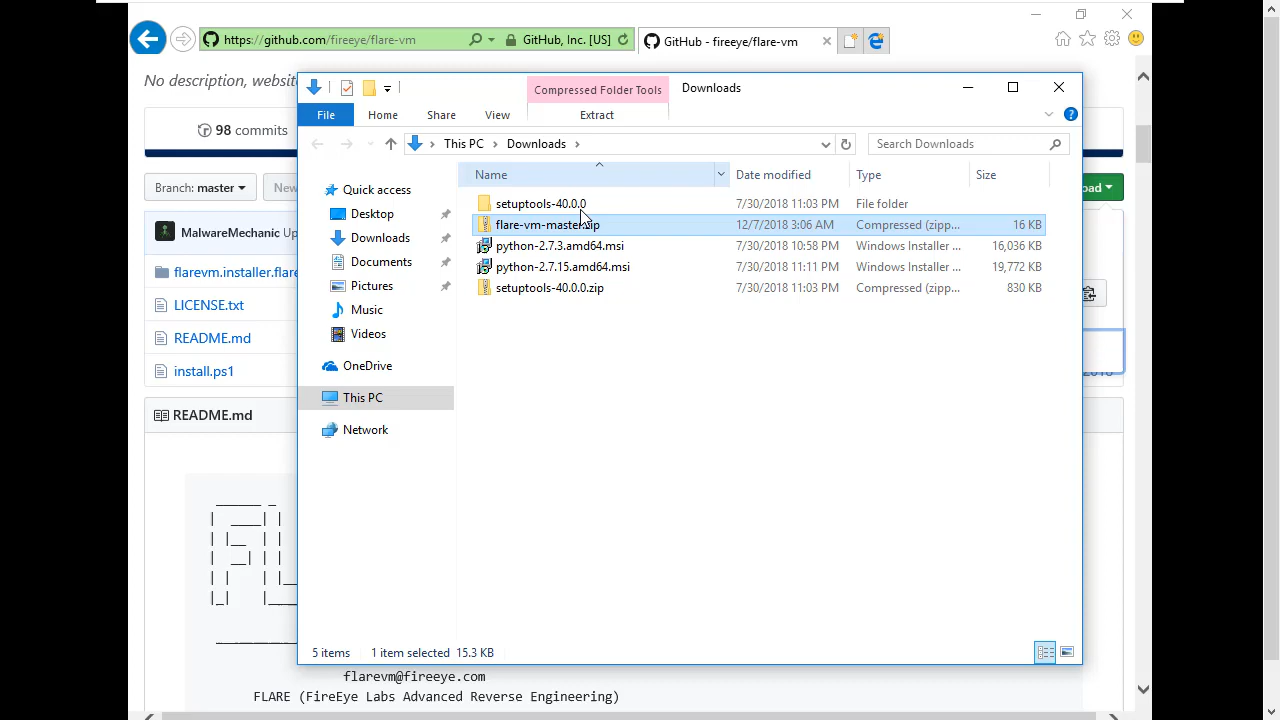 https://github.com/fireeye/flare-vm
GitHub, Inc. [US]
GitHub - fireeye/flare-vm
No description, website
98 commits
Branch: master
New
oad
MalwareMechanic Up
flarevm.installer.flare
LICENSE.txt
README.md
install.ps1
2018
README.md
Compressed Folder Tools
Downloads
File
Home
Share
View
Extract
This PC
Downloads
Search Downloads
Name
Date modified
Type
Size
Quick access
Desktop
Downloads
Documents
Pictures
Music
Videos
OneDrive
This PC
Network
setuptools-40.0.0 7/30/2018 11:03 PM File folder
flare-vm-master.zip 12/7/2018 3:06 AM Compressed (zipp... 16 KB
python-2.7.3.amd64.msi 7/30/2018 10:58 PM Windows Installer ... 16,036 KB
python-2.7.15.amd64.msi 7/30/2018 11:11 PM Windows Installer ... 19,772 KB
setuptools-40.0.0.zip 7/30/2018 11:03 PM Compressed (zipp... 830 KB
5 items
1 item selected 15.3 KB
flarevm@fireeye.com
FLARE (FireEye Labs Advanced Reverse Engineering)